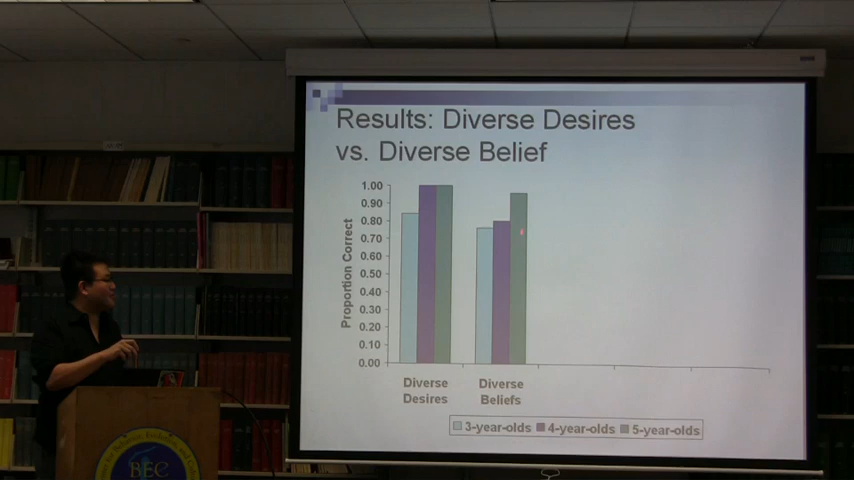 Results: Diverse Desires
vs. Diverse Belief
Proportion Correct
1.00
0.90
0.80
0.70
0.60
0.50
0.40
0.30
0.20
0.10
0.00
Diverse
Desires
Diverse
Beliefs
3-year-olds 4-year-olds 5-year-olds
BEC